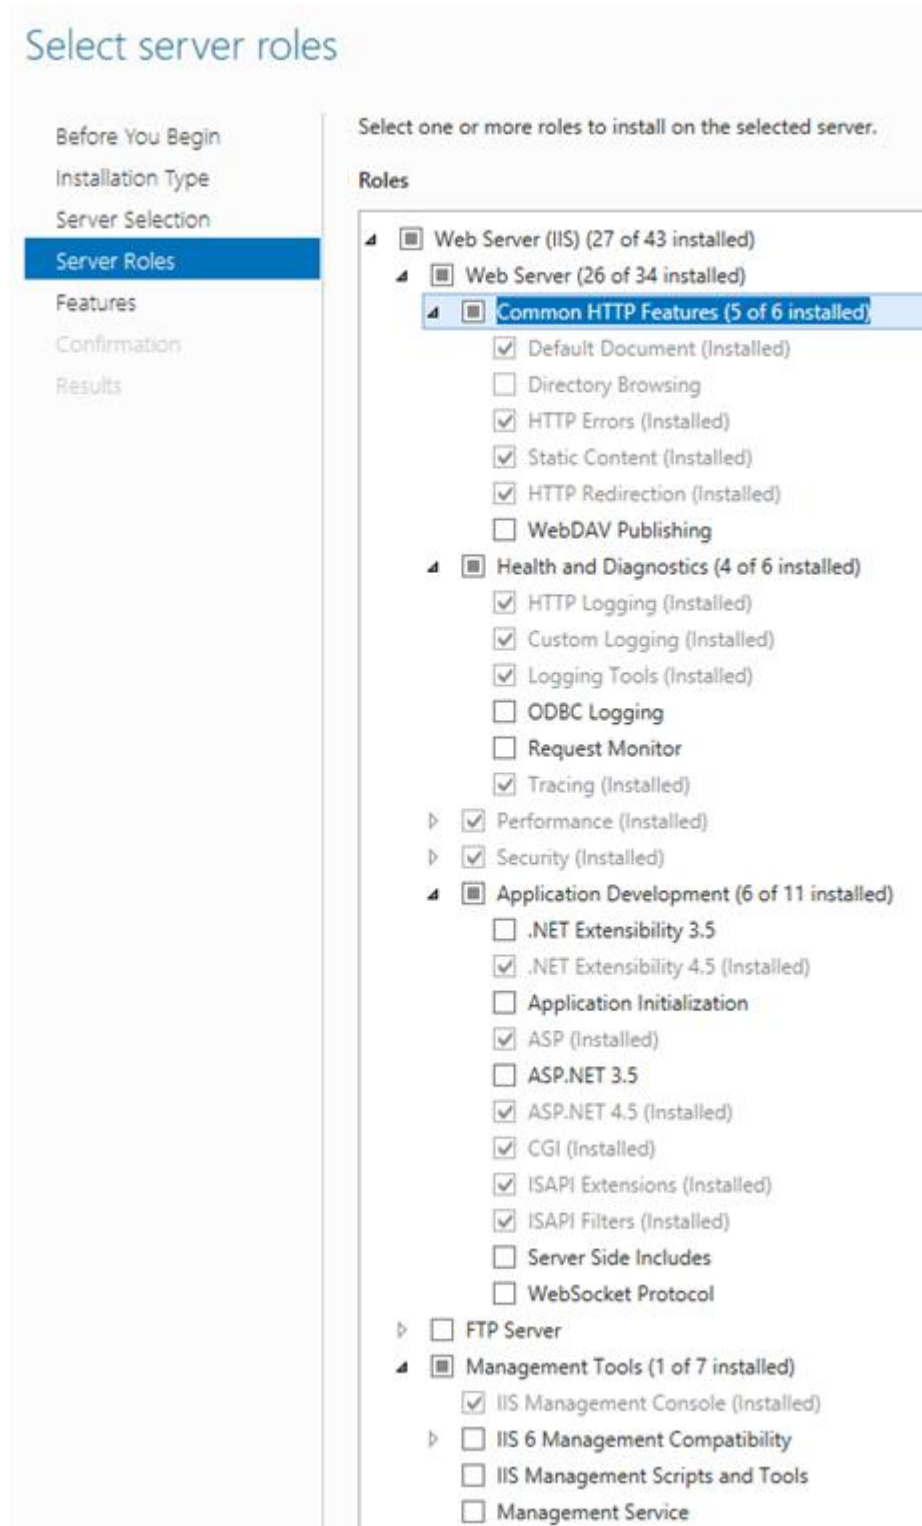 Select server roles
Before You Begin
Installation Type
Server Selection
Server Roles
Features
Confirmation
Results
Select one or more roles to install on the selected server.
Roles
Web Server (IIS) (27 of 43 installed)
Web Server (26 of 34 installed)
Common HTTP Features (5 of 6 installed)
Default Document (Installed)
Directory Browsing
HTTP Errors (Installed)
Static Content (Installed)
HTTP Redirection (Installed)
WebDAV Publishing
Health and Diagnostics (4 of 6 installed)
HTTP Logging (Installed)
Custom Logging (Installed)
Logging Tools (Installed)
ODBC Logging
Request Monitor
Tracing (Installed)
Performance (Installed)
Security (Installed)
Application Development (6 of 11 installed)
.NET Extensibility 3.5
.NET Extensibility 4.5 (Installed)
Application Initialization
ASP (Installed)
ASP.NET 3.5
ASP.NET 4.5 (Installed)
CGI (Installed)
ISAPI Extensions (Installed)
ISAPI Filters (Installed)
Server Side Includes
WebSocket Protocol
FTP Server
Management Tools (1 of 7 installed)
IIS Management Console (Installed)
IIS 6 Management Compatibility
IIS Management Scripts and Tools
Management Service